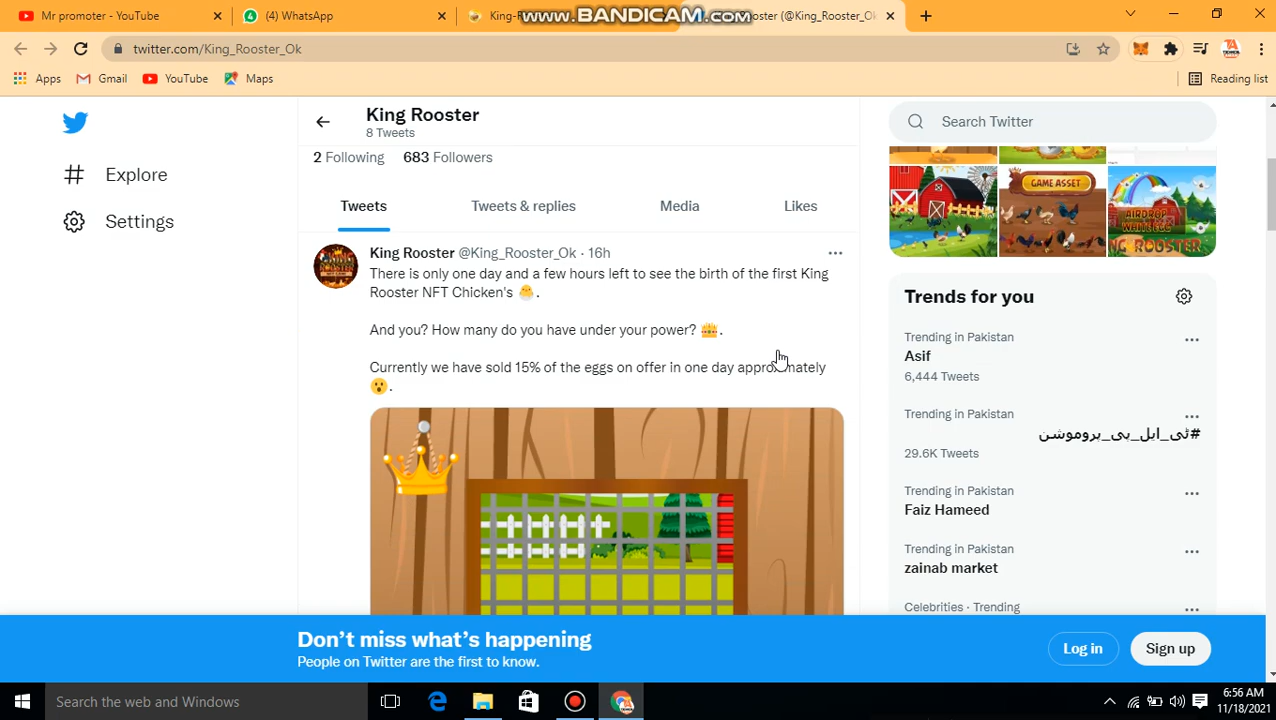 Mr promoter - YouTube
(4) WhatsApp
King-R
www.BANDICAM.com
ooster (@King_Rooster_Ok
twitter.com/King_Rooster_Ok
Apps
Gmail
YouTube
Maps
Reading list
King Rooster
8 Tweets
2 Following 683 Followers
Explore
Settings
Tweets
Tweets & replies
Media
Likes
King Rooster @King_Rooster_Ok · 16h
There is only one day and a few hours left to see the birth of the first King
Rooster NFT Chicken's 🐣.
And you? How many do you have under your power? 👑.
Currently we have sold 15% of the eggs on offer in one day approximately
😮.
Search Twitter
GAME ASSET
AIRDROP
WHITE EGG
KING ROOSTER
Trends for you
Trending in Pakistan
Asif
6,444 Tweets
Trending in Pakistan
#ٹی_ایل_پی_پروموشن
29.6K Tweets
Trending in Pakistan
Faiz Hameed
Trending in Pakistan
zainab market
Celebrities · Trending
Don't miss what's happening
People on Twitter are the first to know.
Log in
Sign up
Search the web and Windows
6:56 AM
11/18/2021